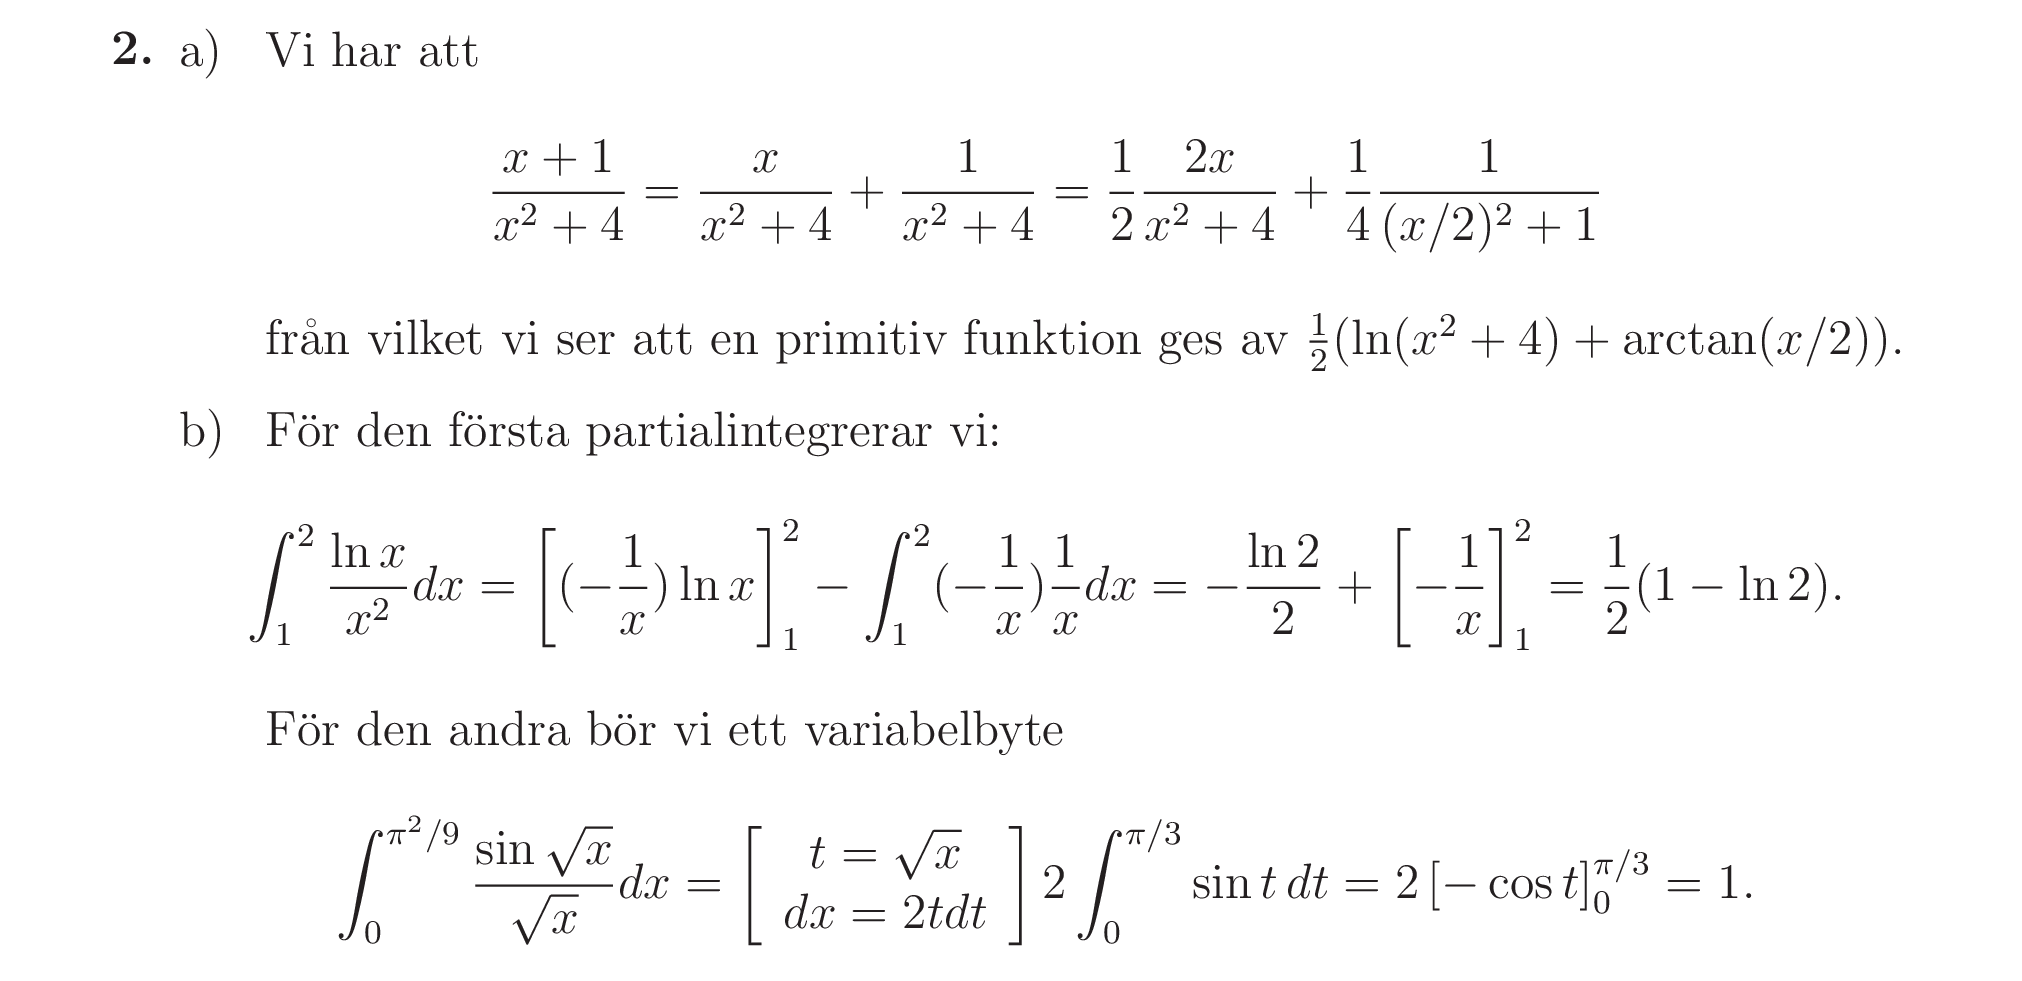 2. a) Vi har att
\frac{x+1}{x^2+4} = \frac{x}{x^2+4} + \frac{1}{x^2+4} = \frac{1}{2}\frac{2x}{x^2+4} + \frac{1}{4}\frac{1}{(x/2)^2+1}
från vilket vi ser att en primitiv funktion ges av \frac{1}{2}(\ln(x^2+4) + \arctan(x/2)).
b) För den första partialintegrerar vi:
\int_1^2 \frac{\ln x}{x^2} dx = \left[(-\frac{1}{x}) \ln x\right]_1^2 - \int_1^2 (-\frac{1}{x})\frac{1}{x} dx = -\frac{\ln 2}{2} + \left[-\frac{1}{x}\right]_1^2 = \frac{1}{2}(1 - \ln 2).
För den andra bör vi ett variabelbyte
\int_0^{\pi^2/9} \frac{\sin \sqrt{x}}{\sqrt{x}} dx = \left[\begin{array}{c} t = \sqrt{x} \\ dx = 2tdt \end{array}\right] 2 \int_0^{\pi/3} \sin t \, dt = 2 [-\cos t]_0^{\pi/3} = 1.